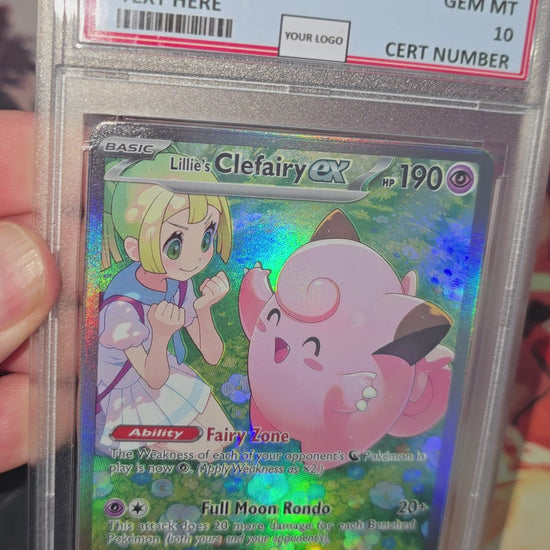 TEXT HERE
GEM MT
YOUR LOGO
10
CERT NUMBER
BASIC
Lillie's Clefairy ex HP 190
Ability Fairy Zone
The Weakness of each of your opponent's Pokémon in
play is now . (Apply Weakness as ×2.)
Full Moon Rondo 20+
This attack does 20 more damage for each Benched
Pokémon (both yours and your opponent's).